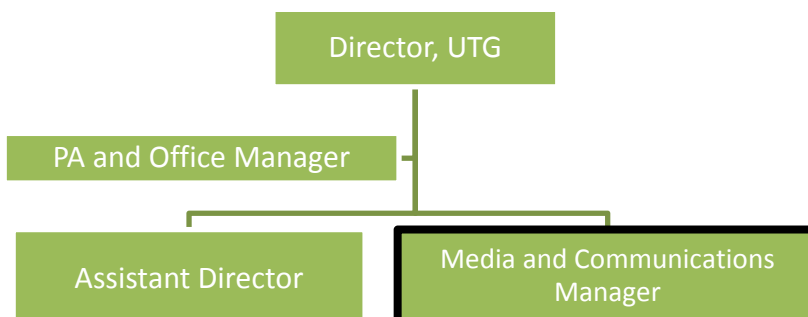 Director, UTG
PA and Office Manager
Assistant Director
Media and Communications
Manager